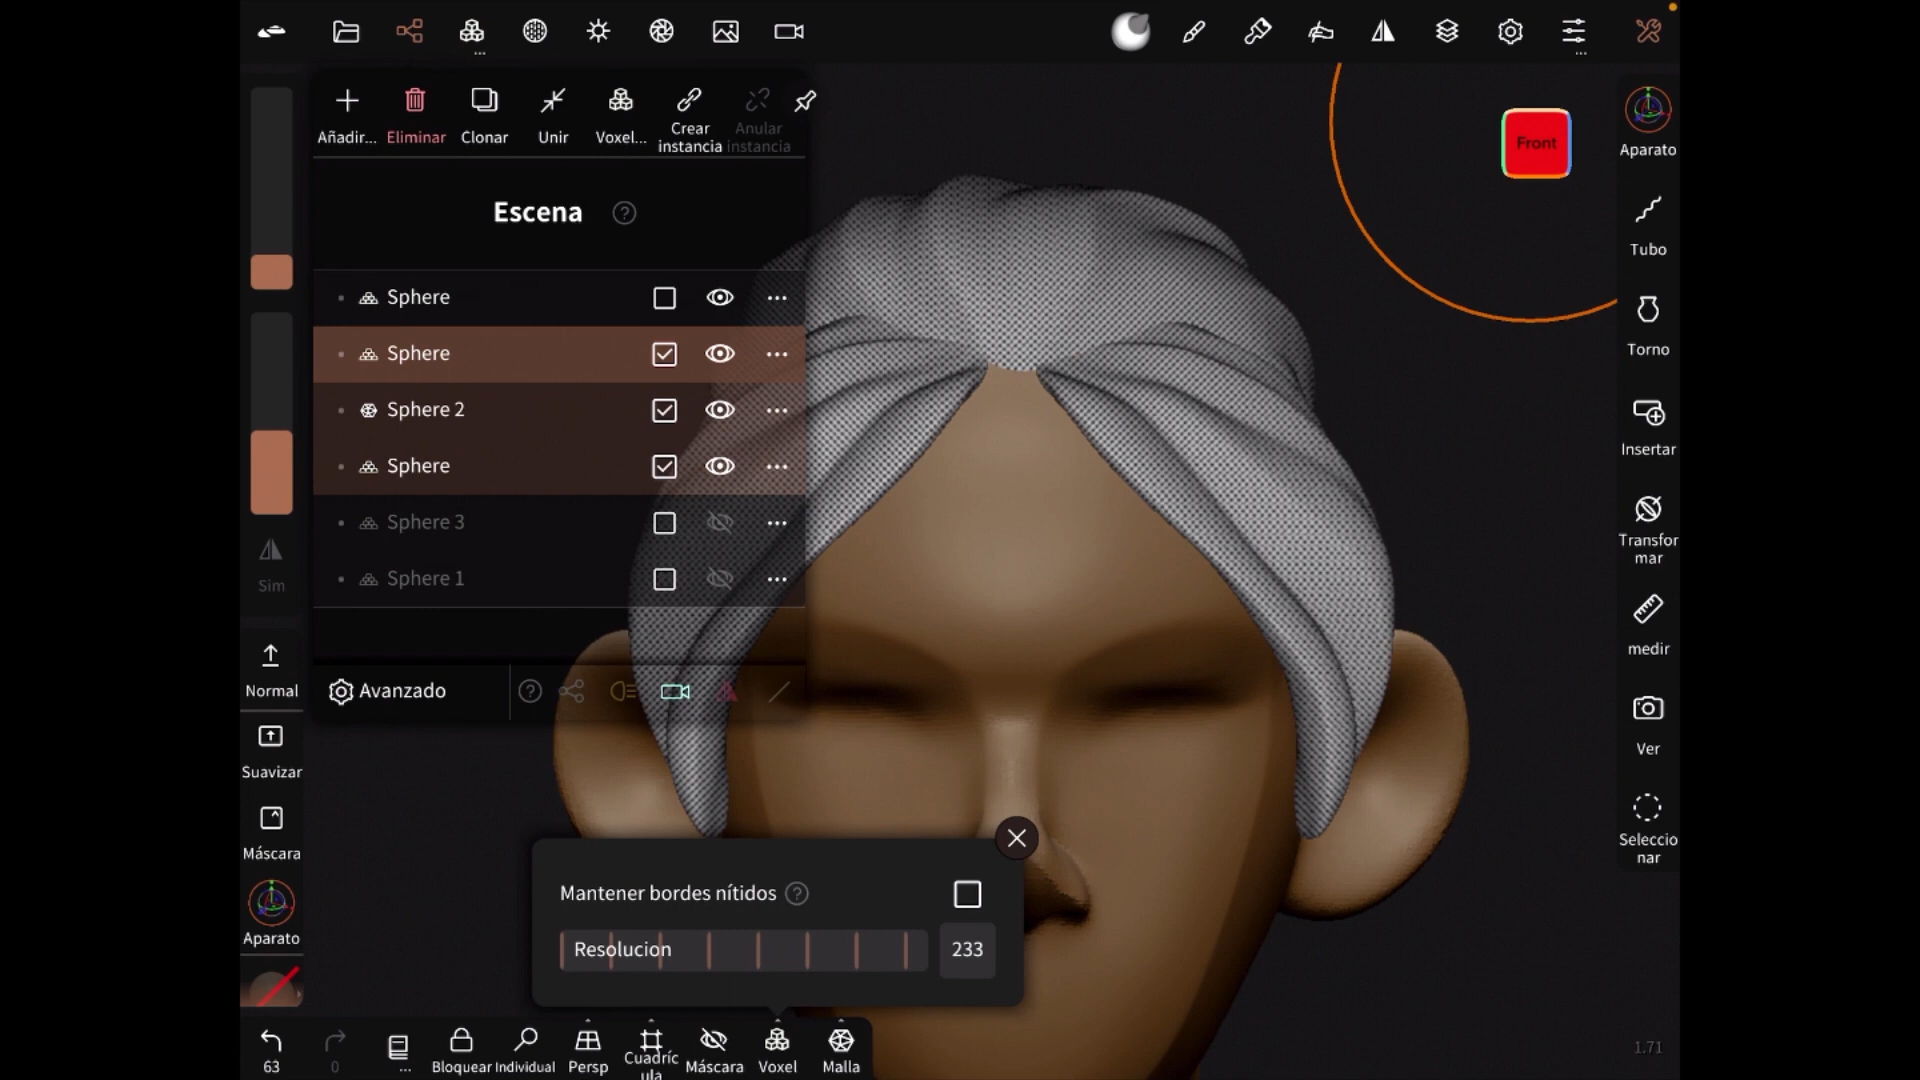 Añadir...
Eliminar
Clonar
Unir
Voxel...
Crear
instancia
Anular
instancia
Escena
Sphere
Sphere
Sphere 2
Sphere
Sphere 3
Sphere 1
Avanzado
Sim
Normal
Suavizar
Máscara
Aparato
Front
Aparato
Tubo
Torno
Insertar
Transfor
mar
medir
Ver
Seleccio
nar
Mantener bordes nítidos
Resolucion
233
63
0
...
Bloquear
Individual
Persp
Cuadríc
ula
Máscara
Voxel
Malla
1.71